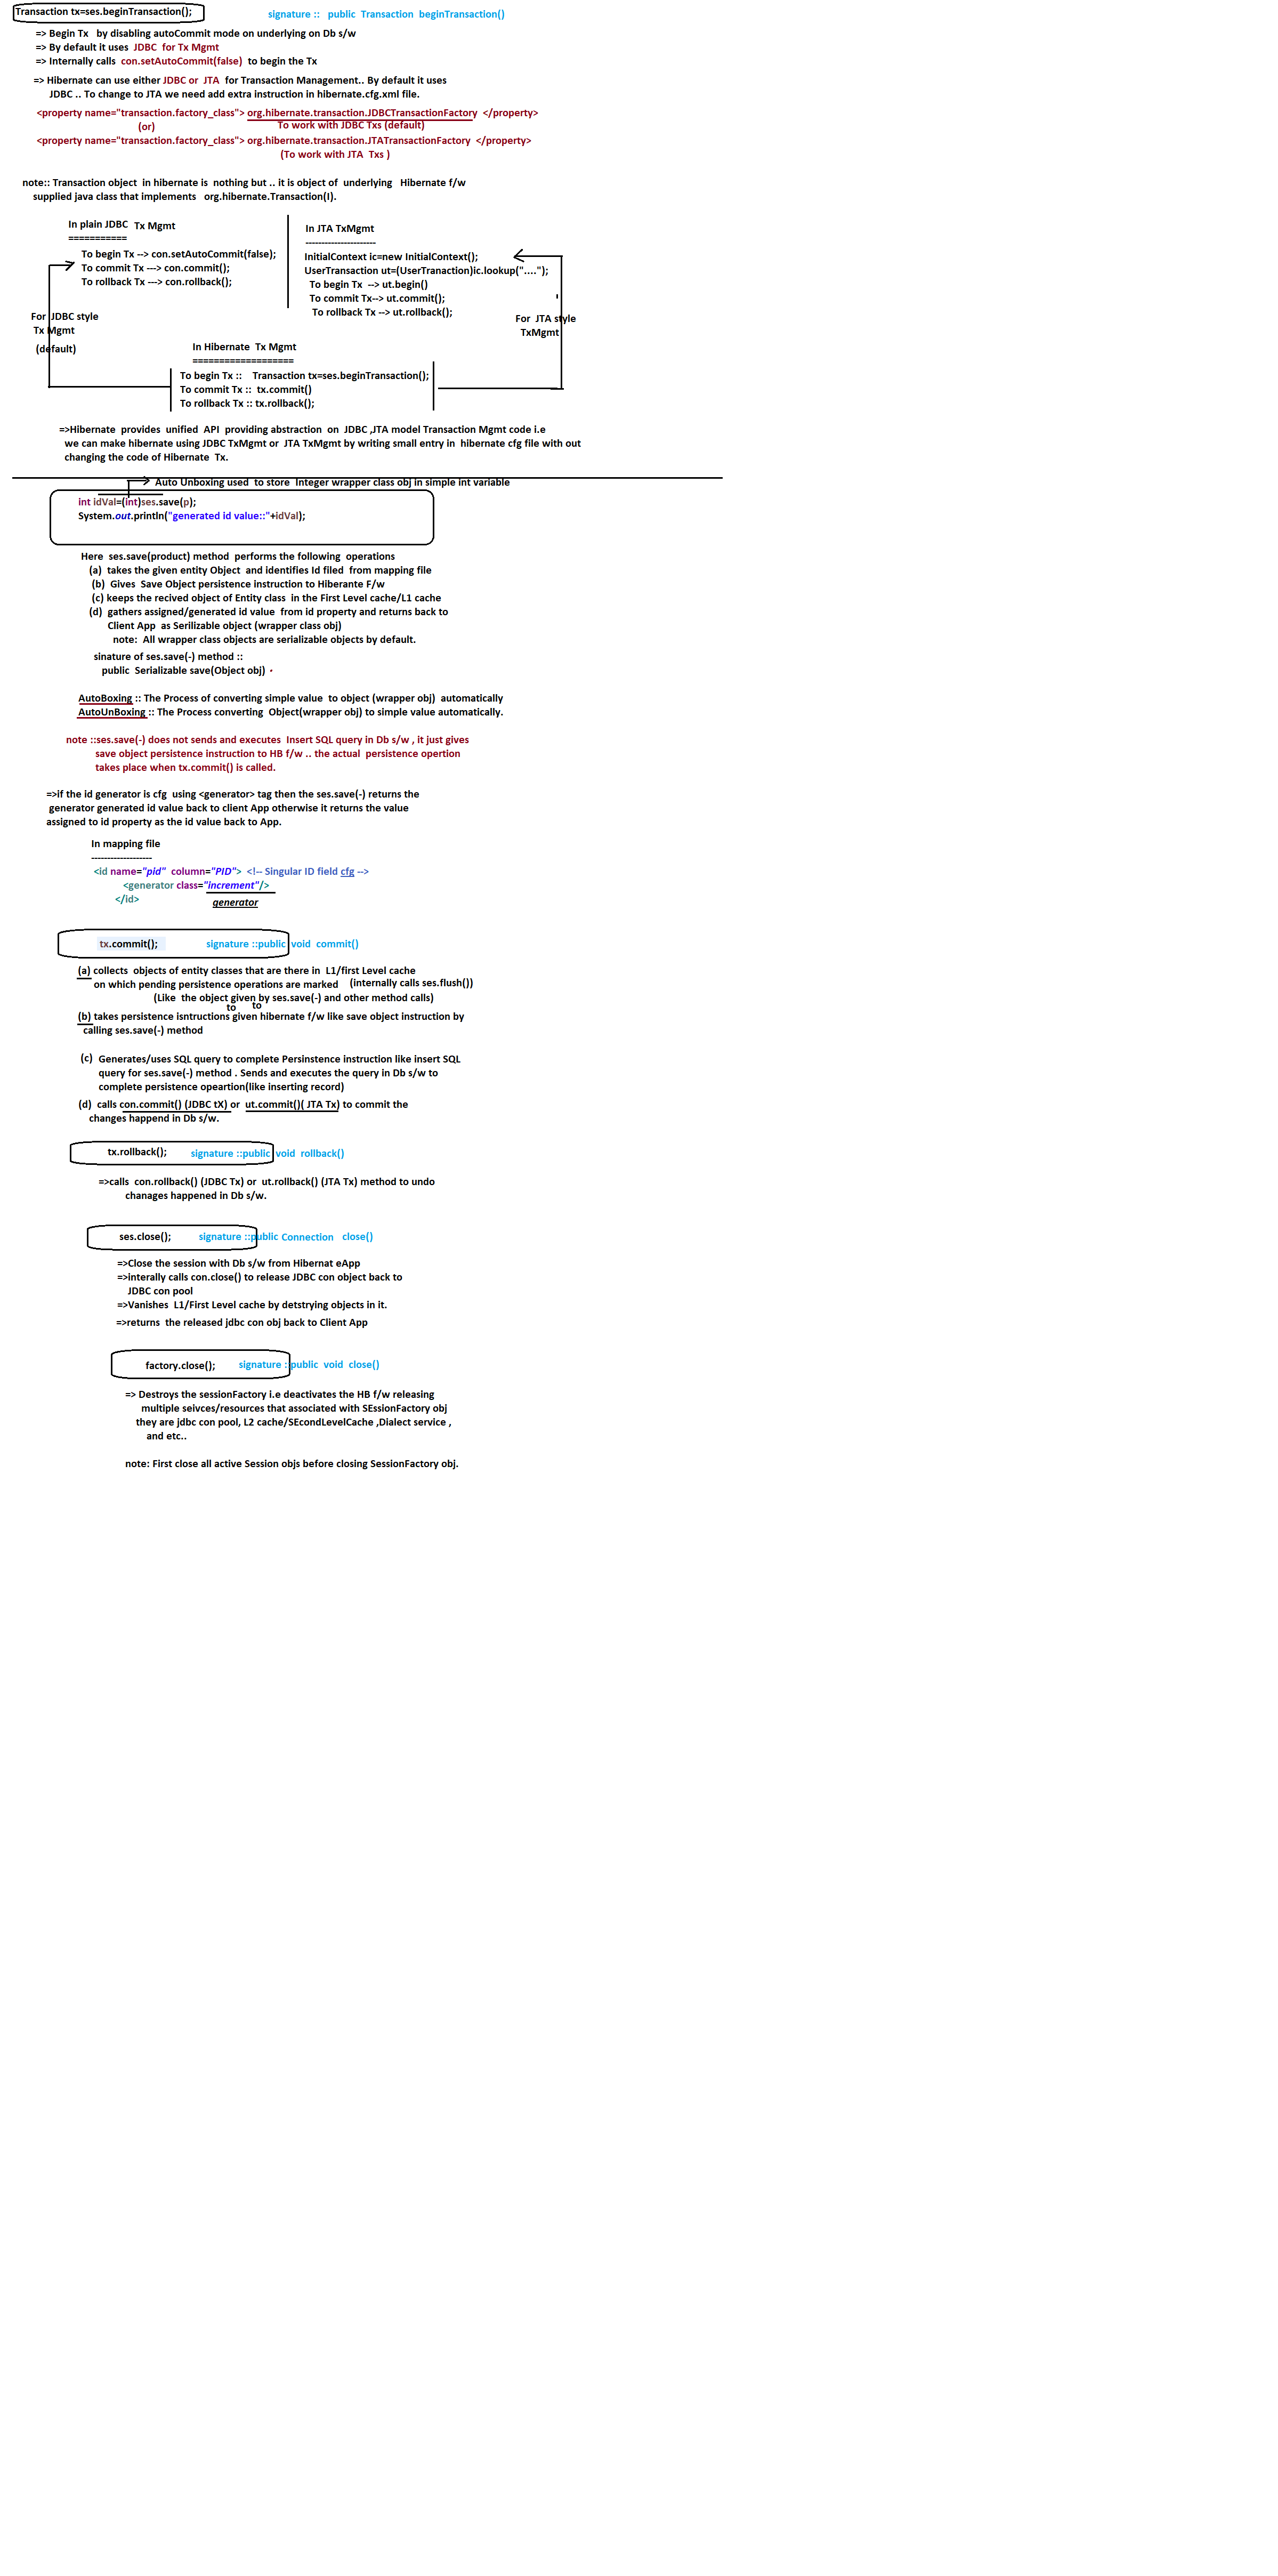 Transaction tx=ses.beginTransaction(); signature :: public Transaction beginTransaction()
=> Begin Tx by disabling autoCommit mode on underlying on Db s/w
=> By default it uses JDBC for Tx Mgmt
=> Internally calls con.setAutoCommit(false) to begin the Tx
=> Hibernate can use either JDBC or JTA for Transaction Management.. By default it uses
JDBC .. To change to JTA we need add extra instruction in hibernate.cfg.xml file.
<property name="transaction.factory_class"> org.hibernate.transaction.JDBCTransactionFactory </property>
(or) To work with JDBC Txs (default)
<property name="transaction.factory_class"> org.hibernate.transaction.JTATransactionFactory </property>
(To work with JTA Txs )
note:: Transaction object in hibernate is nothing but .. it is object of underlying Hibernate f/w
supplied java class that implements org.hibernate.Transaction(I).
In plain JDBC Tx Mgmt
===========
To begin Tx --> con.setAutoCommit(false);
To commit Tx ---> con.commit();
To rollback Tx ---> con.rollback();
In JTA TxMgmt
----------------------
InitialContext ic=new InitialContext();
UserTransaction ut=(UserTranaction)ic.lookup("....");
To begin Tx --> ut.begin()
To commit Tx--> ut.commit();
To rollback Tx --> ut.rollback();
For JDBC style
Tx Mgmt
(default)
For JTA style
TxMgmt
In Hibernate Tx Mgmt
===================
To begin Tx :: Transaction tx=ses.beginTransaction();
To commit Tx :: tx.commit()
To rollback Tx :: tx.rollback();
=>Hibernate provides unified API providing abstraction on JDBC ,JTA model Transaction Mgmt code i.e
we can make hibernate using JDBC TxMgmt or JTA TxMgmt by writing small entry in hibernate cfg file with out
changing the code of Hibernate Tx.
Auto Unboxing used to store Integer wrapper class obj in simple int variable
int idVal=(int)ses.save(p);
System.out.println("generated id value::"+idVal);
Here ses.save(product) method performs the following operations
(a) takes the given entity Object and identifies Id filed from mapping file
(b) Gives Save Object persistence instruction to Hiberante F/w
(c) keeps the recived object of Entity class in the First Level cache/L1 cache
(d) gathers assigned/generated id value from id property and returns back to
Client App as Serilizable object (wrapper class obj)
note: All wrapper class objects are serializable objects by default.
sinature of ses.save(-) method ::
public Serializable save(Object obj)
AutoBoxing :: The Process of converting simple value to object (wrapper obj) automatically
AutoUnBoxing :: The Process converting Object(wrapper obj) to simple value automatically.
note ::ses.save(-) does not sends and executes Insert SQL query in Db s/w , it just gives
save object persistence instruction to HB f/w .. the actual persistence opertion
takes place when tx.commit() is called.
=>if the id generator is cfg using <generator> tag then the ses.save(-) returns the
generator generated id value back to client App otherwise it returns the value
assigned to id property as the id value back to App.
In mapping file
-------------------
<id name="pid" column="PID"> <!-- Singular ID field cfg -->
<generator class="increment"/>
</id>
generator
tx.commit(); signature ::public void commit()
(a) collects objects of entity classes that are there in L1/first Level cache
on which pending persistence operations are marked (internally calls ses.flush())
(Like the object given by ses.save(-) and other method calls)
to to
(b) takes persistence isntructions given hibernate f/w like save object instruction by
calling ses.save(-) method
(c) Generates/uses SQL query to complete Persinstence instruction like insert SQL
query for ses.save(-) method . Sends and executes the query in Db s/w to
complete persistence opeartion(like inserting record)
(d) calls con.commit() (JDBC tX) or ut.commit()( JTA Tx) to commit the
changes happend in Db s/w.
tx.rollback(); signature ::public void rollback()
=>calls con.rollback() (JDBC Tx) or ut.rollback() (JTA Tx) method to undo
chanages happened in Db s/w.
ses.close(); signature ::public Connection close()
=>Close the session with Db s/w from Hibernat eApp
=>interally calls con.close() to release JDBC con object back to
JDBC con pool
=>Vanishes L1/First Level cache by detstrying objects in it.
=>returns the released jdbc con obj back to Client App
factory.close(); signature ::public void close()
=> Destroys the sessionFactory i.e deactivates the HB f/w releasing
multiple seivces/resources that associated with SEssionFactory obj
they are jdbc con pool, L2 cache/SEcondLevelCache ,Dialect service ,
and etc..
note: First close all active Session objs before closing SessionFactory obj.